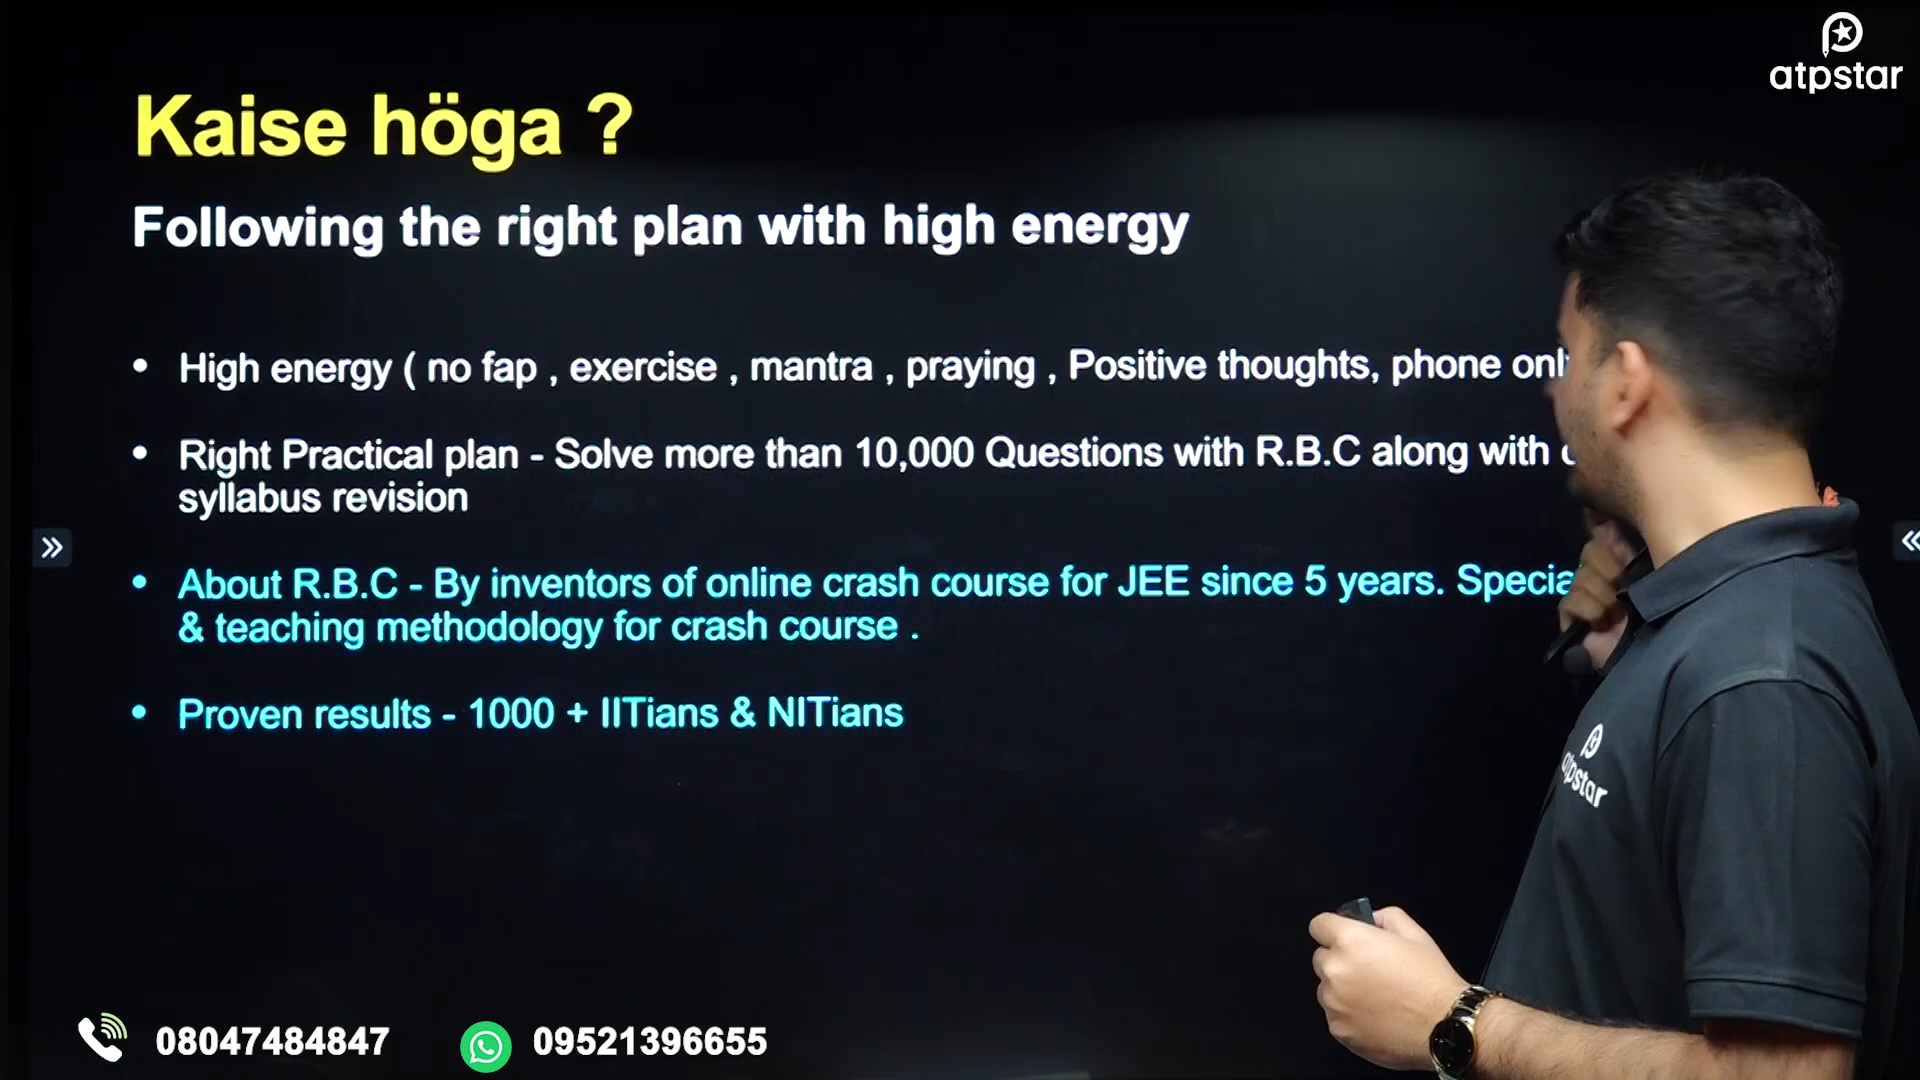 atpstar
Kaise höga ?
Following the right plan with high energy
• High energy ( no fap , exercise , mantra , praying , Positive thoughts, phone
• Right Practical plan - Solve more than 10,000 Questions with R.B.C along with
syllabus revision
• About R.B.C - By inventors of online crash course for JEE since 5 years.
& teaching methodology for crash course .
• Proven results - 1000 + IITians & NITians
atpstar
08047484847 09521396655